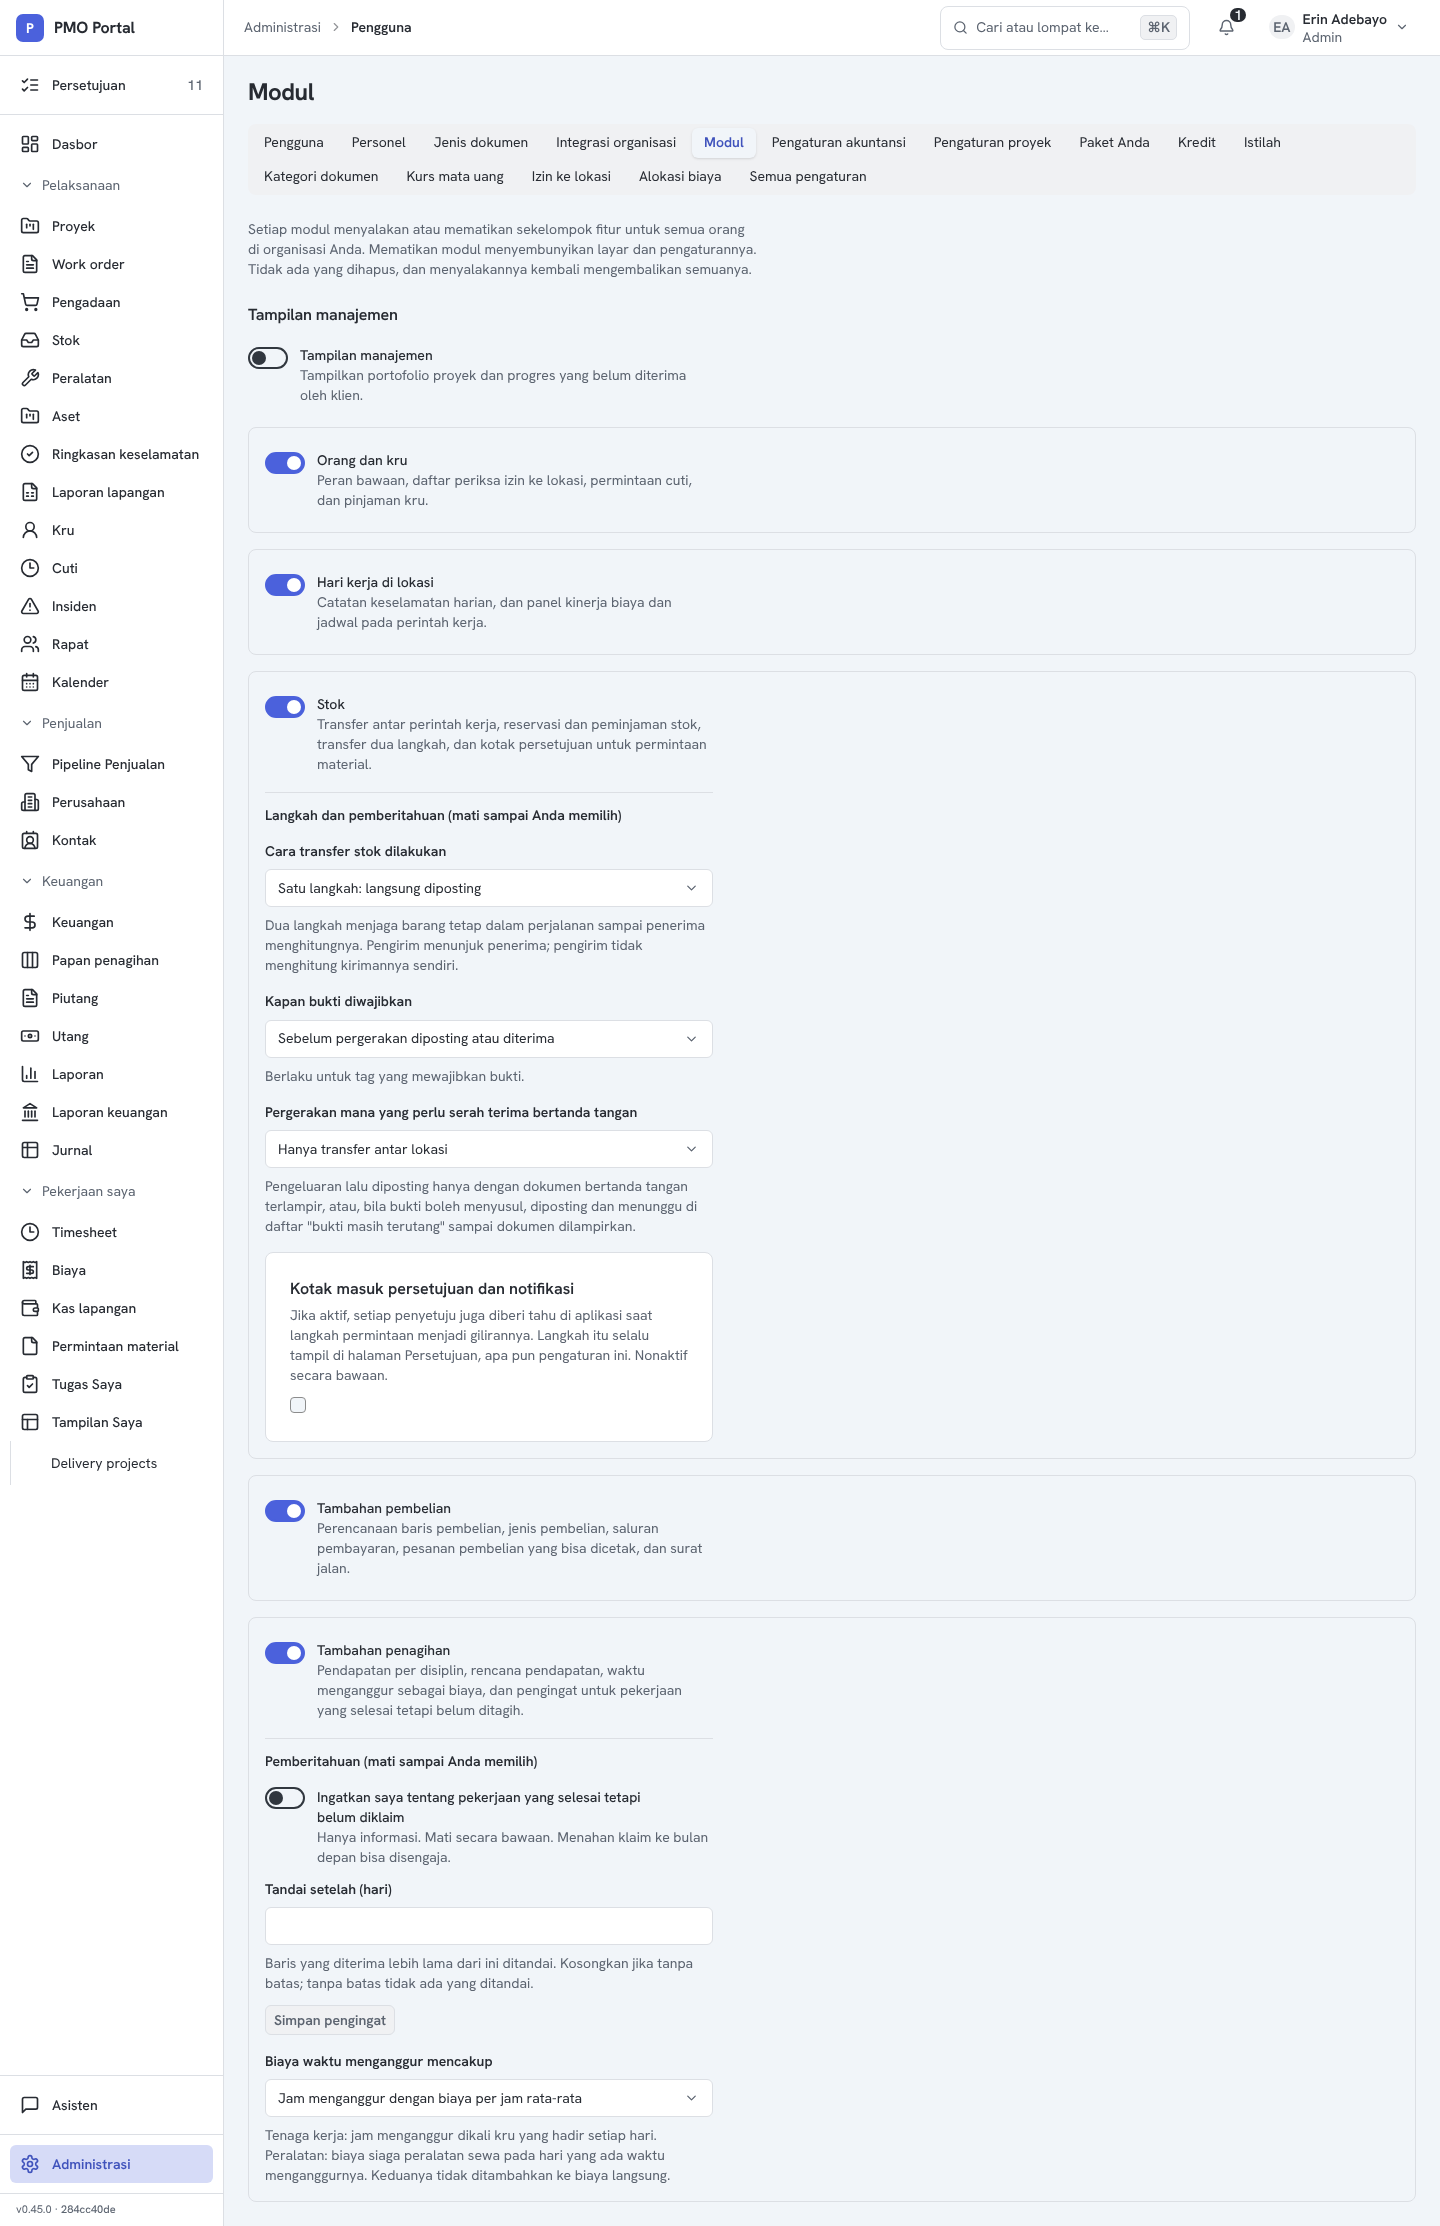 P PMO Portal
Administrasi > Pengguna
Cari atau lompat ke... ⌘K
1
EA Erin Adebayo
Admin
Persetujuan 11
Dasbor
Pelaksanaan
Proyek
Work order
Pengadaan
Stok
Peralatan
Aset
Ringkasan keselamatan
Laporan lapangan
Kru
Cuti
Insiden
Rapat
Kalender
Penjualan
Pipeline Penjualan
Perusahaan
Kontak
Keuangan
Keuangan
Papan penagihan
Piutang
Utang
Laporan
Laporan keuangan
Jurnal
Pekerjaan saya
Timesheet
Biaya
Kas lapangan
Permintaan material
Tugas Saya
Tampilan Saya
Delivery projects
Asisten
Administrasi
v0.45.0 · 284cc40de
Modul
Pengguna Personel Jenis dokumen Integrasi organisasi Modul Pengaturan akuntansi Pengaturan proyek Paket Anda Kredit Istilah
Kategori dokumen Kurs mata uang Izin ke lokasi Alokasi biaya Semua pengaturan
Setiap modul menyalakan atau mematikan sekelompok fitur untuk semua orang
di organisasi Anda. Mematikan modul menyembunyikan layar dan pengaturannya.
Tidak ada yang dihapus, dan menyalakannya kembali mengembalikan semuanya.
Tampilan manajemen
Tampilan manajemen
Tampilkan portofolio proyek dan progres yang belum diterima
oleh klien.
Orang dan kru
Peran bawaan, daftar periksa izin ke lokasi, permintaan cuti,
dan pinjaman kru.
Hari kerja di lokasi
Catatan keselamatan harian, dan panel kinerja biaya dan
jadwal pada perintah kerja.
Stok
Transfer antar perintah kerja, reservasi dan peminjaman stok,
transfer dua langkah, dan kotak persetujuan untuk permintaan
material.
Langkah dan pemberitahuan (mati sampai Anda memilih)
Cara transfer stok dilakukan
Satu langkah: langsung diposting
Dua langkah menjaga barang tetap dalam perjalanan sampai penerima
menghitungnya. Pengirim menunjuk penerima; pengirim tidak
menghitung kirimannya sendiri.
Kapan bukti diwajibkan
Sebelum pergerakan diposting atau diterima
Berlaku untuk tag yang mewajibkan bukti.
Pergerakan mana yang perlu serah terima bertanda tangan
Hanya transfer antar lokasi
Pengeluaran lalu diposting hanya dengan dokumen bertanda tangan
terlampir, atau, bila bukti boleh menyusul, diposting dan menunggu di
daftar "bukti masih terutang" sampai dokumen dilampirkan.
Kotak masuk persetujuan dan notifikasi
Jika aktif, setiap penyetuju juga diberi tahu di aplikasi saat
langkah permintaan menjadi gilirannya. Langkah itu selalu
tampil di halaman Persetujuan, apa pun pengaturan ini. Nonaktif
secara bawaan.
Tambahan pembelian
Perencanaan baris pembelian, jenis pembelian, saluran
pembayaran, pesanan pembelian yang bisa dicetak, dan surat
jalan.
Tambahan penagihan
Pendapatan per disiplin, rencana pendapatan, waktu
menganggur sebagai biaya, dan pengingat untuk pekerjaan
yang selesai tetapi belum ditagih.
Pemberitahuan (mati sampai Anda memilih)
Ingatkan saya tentang pekerjaan yang selesai tetapi
belum diklaim
Hanya informasi. Mati secara bawaan. Menahan klaim ke bulan
depan bisa disengaja.
Tandai setelah (hari)
Baris yang diterima lebih lama dari ini ditandai. Kosongkan jika tanpa
batas; tanpa batas tidak ada yang ditandai.
Simpan pengingat
Biaya waktu menganggur mencakup
Jam menganggur dengan biaya per jam rata-rata
Tenaga kerja: jam menganggur dikali kru yang hadir setiap hari.
Peralatan: biaya siaga peralatan sewa pada hari yang ada waktu
menganggurnya. Keduanya tidak ditambahkan ke biaya langsung.